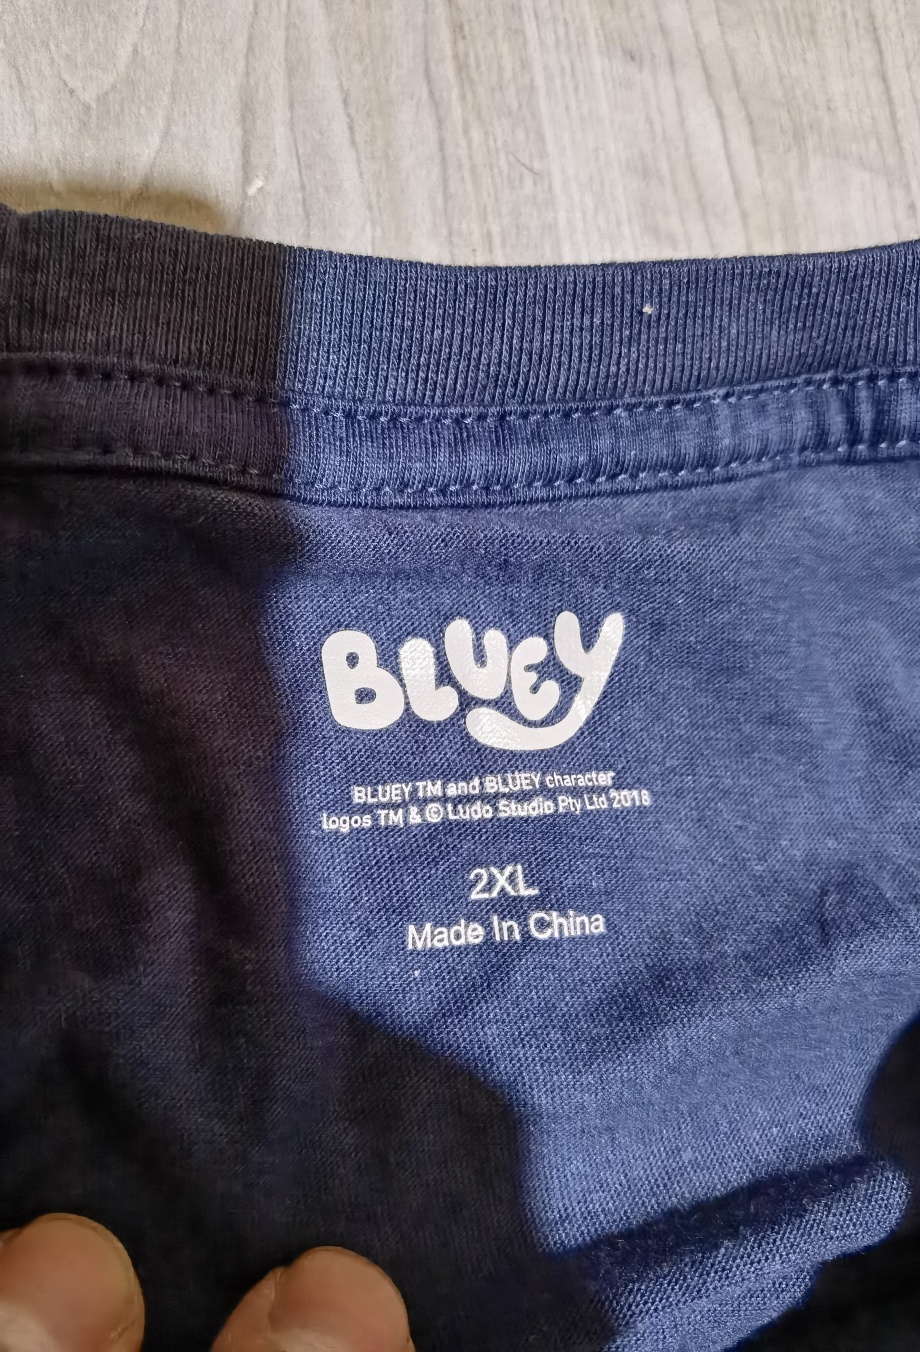 BLUEY
BLUEY TM and BLUEY character
logos TM & © Ludo Studio Pty Ltd 2018
2XL
Made In China